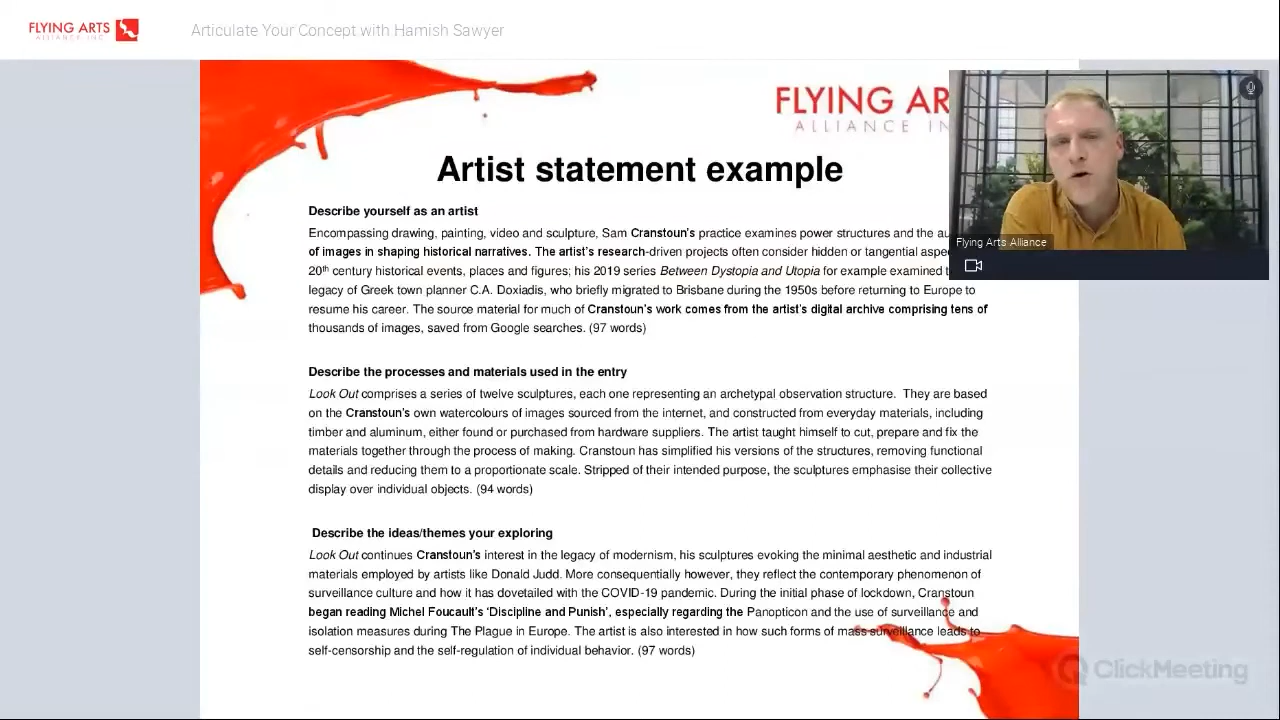 FLYING ARTS
ALLIANCE INC
Articulate Your Concept with Hamish Sawyer
FLYING AR
ALLIANCE IN
Artist statement example
Flying Arts Alliance
Describe yourself as an artist
Encompassing drawing, painting, video and sculpture, Sam Cranstoun's practice examines power structures and the au
of images in shaping historical narratives. The artist's research-driven projects often consider hidden or tangential aspe
20th century historical events, places and figures; his 2019 series Between Dystopia and Utopia for example examined t
legacy of Greek town planner C.A. Doxiadis, who briefly migrated to Brisbane during the 1950s before returning to Europe to
resume his career. The source material for much of Cranstoun's work comes from the artist's digital archive comprising tens of
thousands of images, saved from Google searches. (97 words)
Describe the processes and materials used in the entry
Look Out comprises a series of twelve sculptures, each one representing an archetypal observation structure. They are based
on the Cranstoun's own watercolours of images sourced from the internet, and constructed from everyday materials, including
timber and aluminum, either found or purchased from hardware suppliers. The artist taught himself to cut, prepare and fix the
materials together through the process of making. Cranstoun has simplified his versions of the structures, removing functional
details and reducing them to a proportionate scale. Stripped of their intended purpose, the sculptures emphasise their collective
display over individual objects. (94 words)
Describe the ideas/themes your exploring
Look Out continues Cranstoun's interest in the legacy of modernism, his sculptures evoking the minimal aesthetic and industrial
materials employed by artists like Donald Judd. More consequentially however, they reflect the contemporary phenomenon of
surveillance culture and how it has dovetailed with the COVID-19 pandemic. During the initial phase of lockdown, Cranstoun
began reading Michel Foucault's 'Discipline and Punish', especially regarding the Panopticon and the use of surveillance and
isolation measures during The Plague in Europe. The artist is also interested in how such forms of mass surveillance leads to
self-censorship and the self-regulation of individual behavior. (97 words)
ClickMeeting